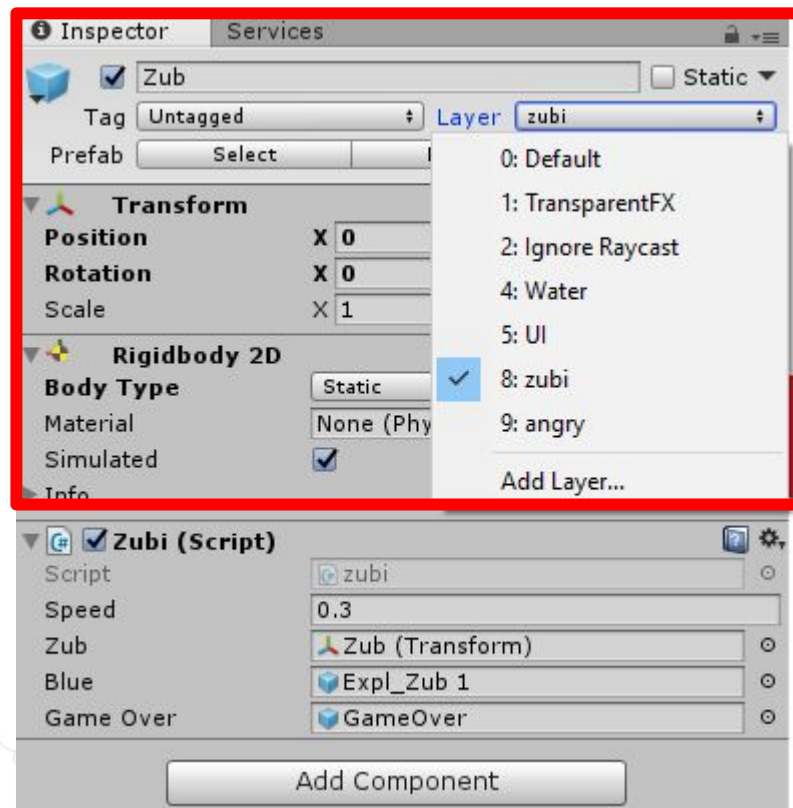 Inspector Services
Zub Static
Tag Untagged Layer zubi
Prefab Select
0: Default
1: TransparentFX
2: Ignore Raycast
4: Water
5: UI
8: zubi
9: angry
Add Layer...
Transform
Position X 0
Rotation X 0
Scale X 1
Rigidbody 2D
Body Type Static
Material None (Phy
Simulated
Info
Zubi (Script)
Script zubi
Speed 0.3
Zub Zub (Transform)
Blue Expl_Zub 1
Game Over GameOver
Add Component